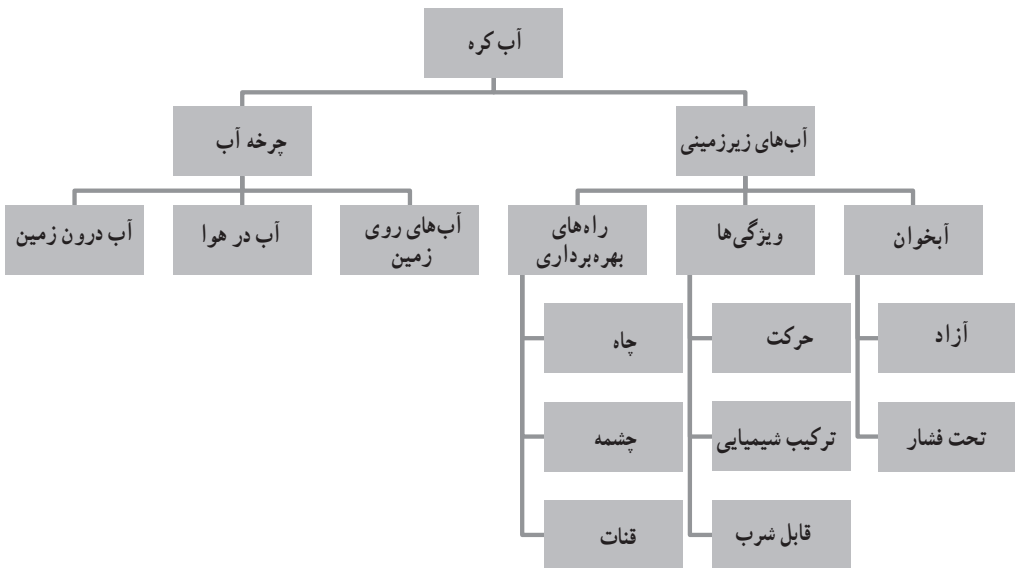 آب کره
آب‌های زیرزمینی
چرخه آب
آبخوان
ویژگی‌ها
راه‌های
بهره‌برداری
آب‌های روی
زمین
آب در هوا
آب درون زمین
آزاد
حرکت
چاه
تحت فشار
ترکیب شیمیایی
چشمه
قابل شرب
قنات